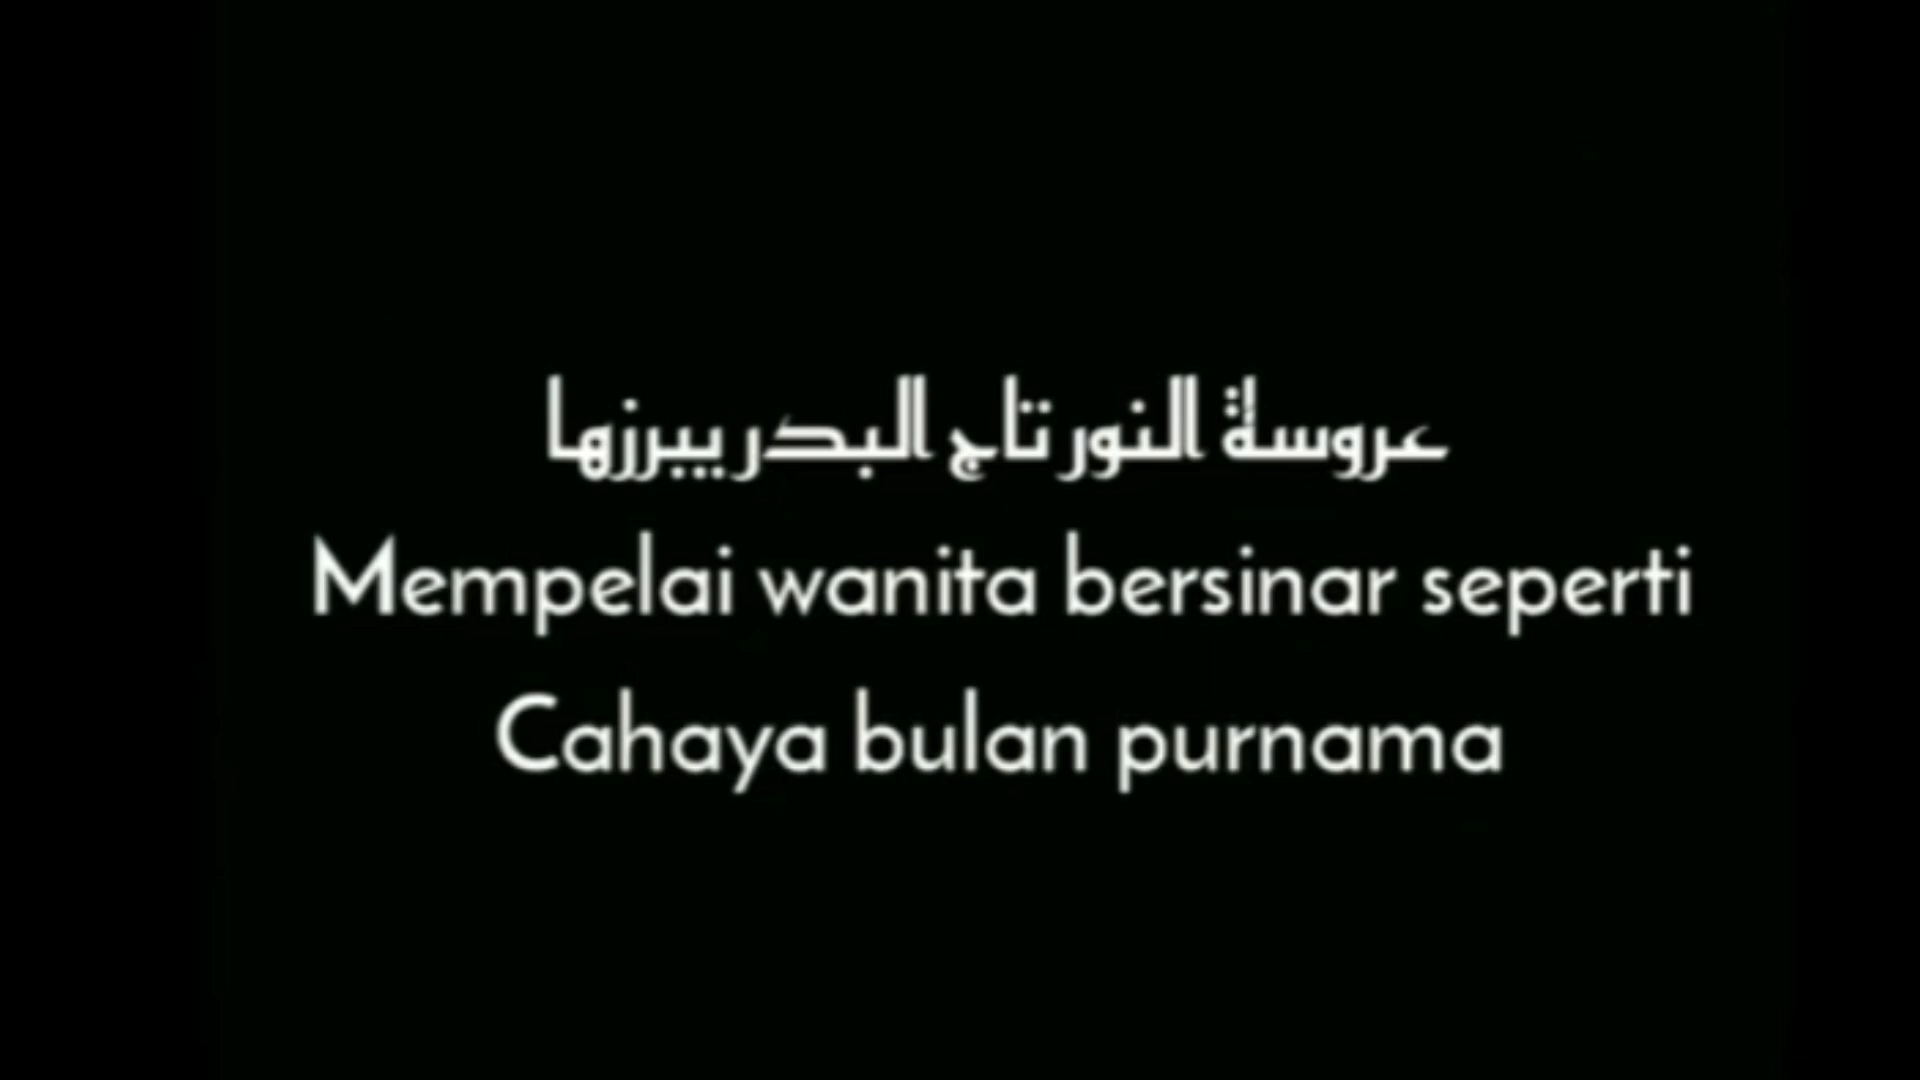 عروسة النور تاج البدر يبرزها
Mempelai wanita bersinar seperti
Cahaya bulan purnama